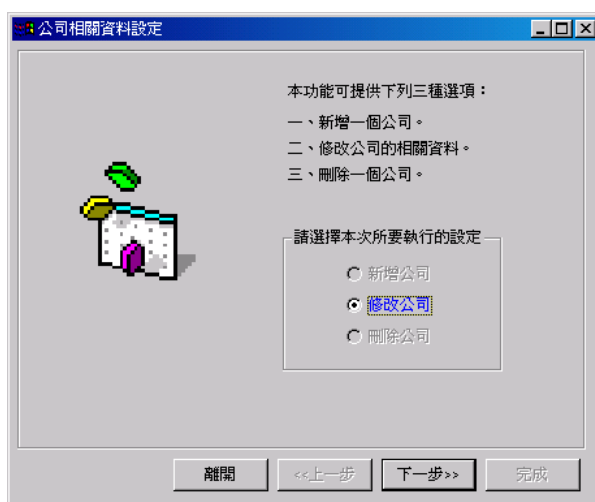 公司相關資料設定
本功能可提供下列三種選項：
一、新增一個公司。
二、修改公司的相關資料。
三、刪除一個公司。
請選擇本次所要執行的設定
新增公司
修改公司
刪除公司
離開
<<上一步
下一步>>
完成